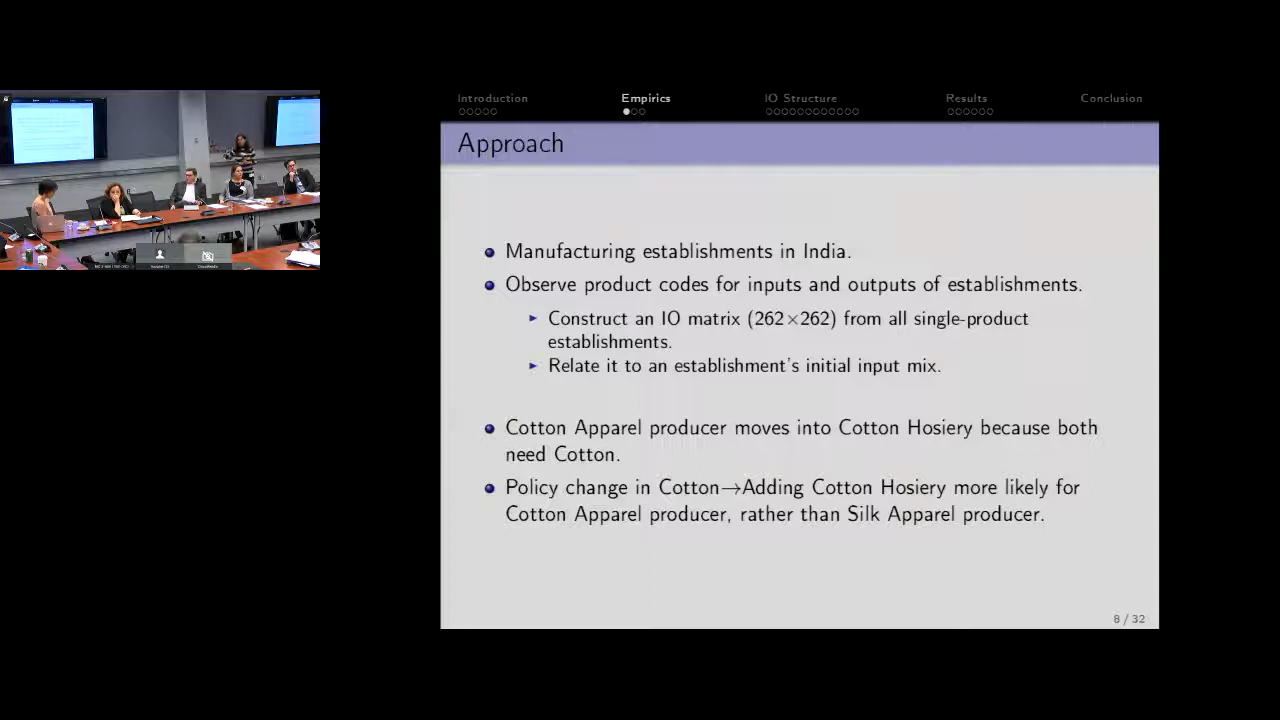 Introduction
Empirics
IO Structure
Results
Conclusion
Approach
Manufacturing establishments in India.
Observe product codes for inputs and outputs of establishments.
Construct an IO matrix (262×262) from all single-product
establishments.
Relate it to an establishment's initial input mix.
Cotton Apparel producer moves into Cotton Hosiery because both
need Cotton.
Policy change in Cotton→Adding Cotton Hosiery more likely for
Cotton Apparel producer, rather than Silk Apparel producer.
8 / 32